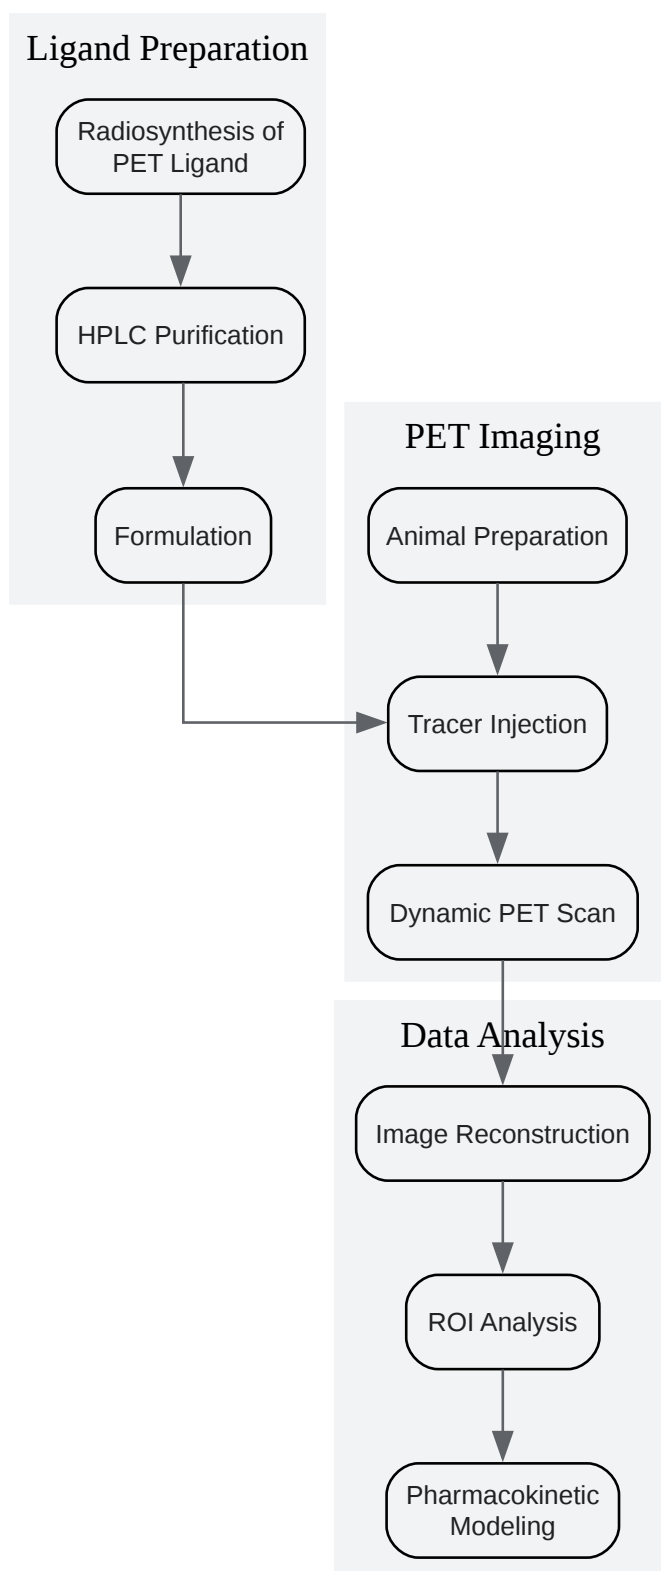 Ligand Preparation
Radiosynthesis of
PET Ligand
HPLC Purification
Formulation
PET Imaging
Animal Preparation
Tracer Injection
Dynamic PET Scan
Data Analysis
Image Reconstruction
ROI Analysis
Pharmacokinetic
Modeling